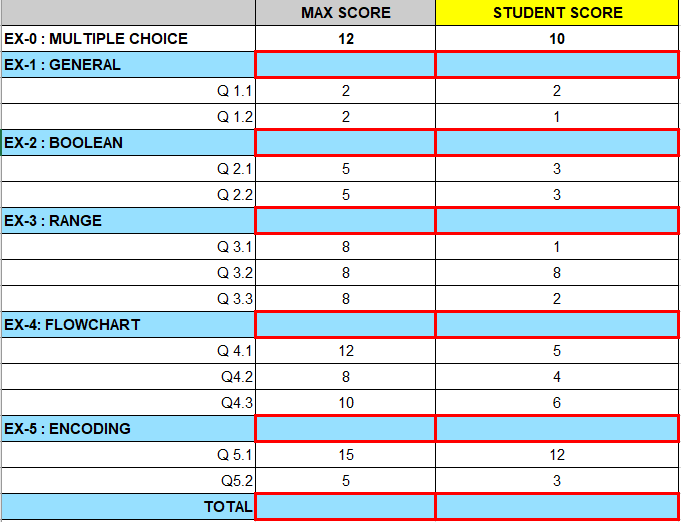 MAX SCORE STUDENT SCORE
EX-0 : MULTIPLE CHOICE 12 10
EX-1 : GENERAL
Q 1.1 2 2
Q 1.2 2 1
EX-2 : BOOLEAN
Q 2.1 5 3
Q 2.2 5 3
EX-3 : RANGE
Q 3.1 8 1
Q 3.2 8 8
Q 3.3 8 2
EX-4: FLOWCHART
Q 4.1 12 5
Q4.2 8 4
Q4.3 10 6
EX-5 : ENCODING
Q 5.1 15 12
Q5.2 5 3
TOTAL